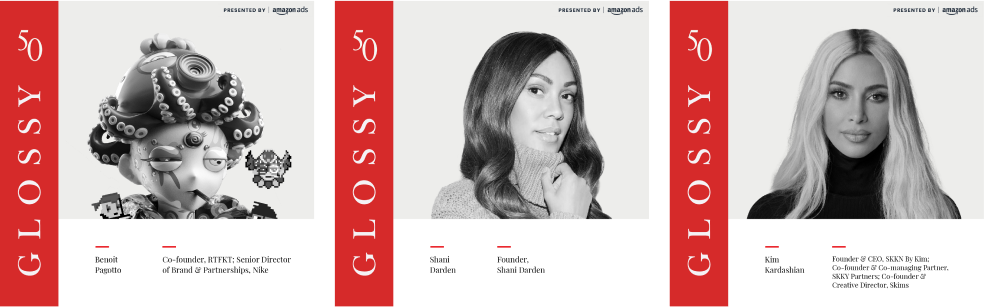 PRESENTED BY | amazon ads
GLOSSY 50
Benoit
Pagotto
Co-founder, RTFKT; Senior Director
of Brand & Partnerships, Nike
PRESENTED BY | amazon ads
GLOSSY 50
Shani
Darden
Founder,
Shani Darden
PRESENTED BY | amazon ads
GLOSSY 50
Kim
Kardashian
Founder & CEO, SKKN By Kim;
Co-founder & Co-managing Partner,
SKKY Partners; Co-founder &
Creative Director, Skims